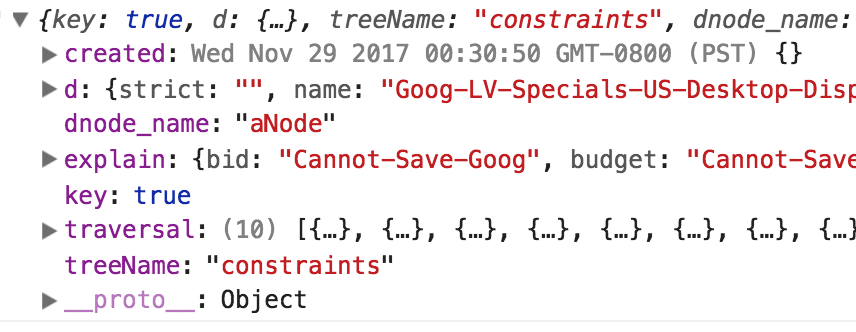 ▼{key: true, d: {…}, treeName: "constraints", dnode_name:
▶created: Wed Nov 29 2017 00:30:50 GMT-0800 (PST) {}
▶d: {strict: "", name: "Goog-LV-Specials-US-Desktop-Disp
dnode_name: "aNode"
▶explain: {bid: "Cannot-Save-Goog", budget: "Cannot-Save
key: true
▶traversal: (10) [{…}, {…}, {…}, {…}, {…}, {…}, {…}, {…}
treeName: "constraints"
▶__proto__: Object